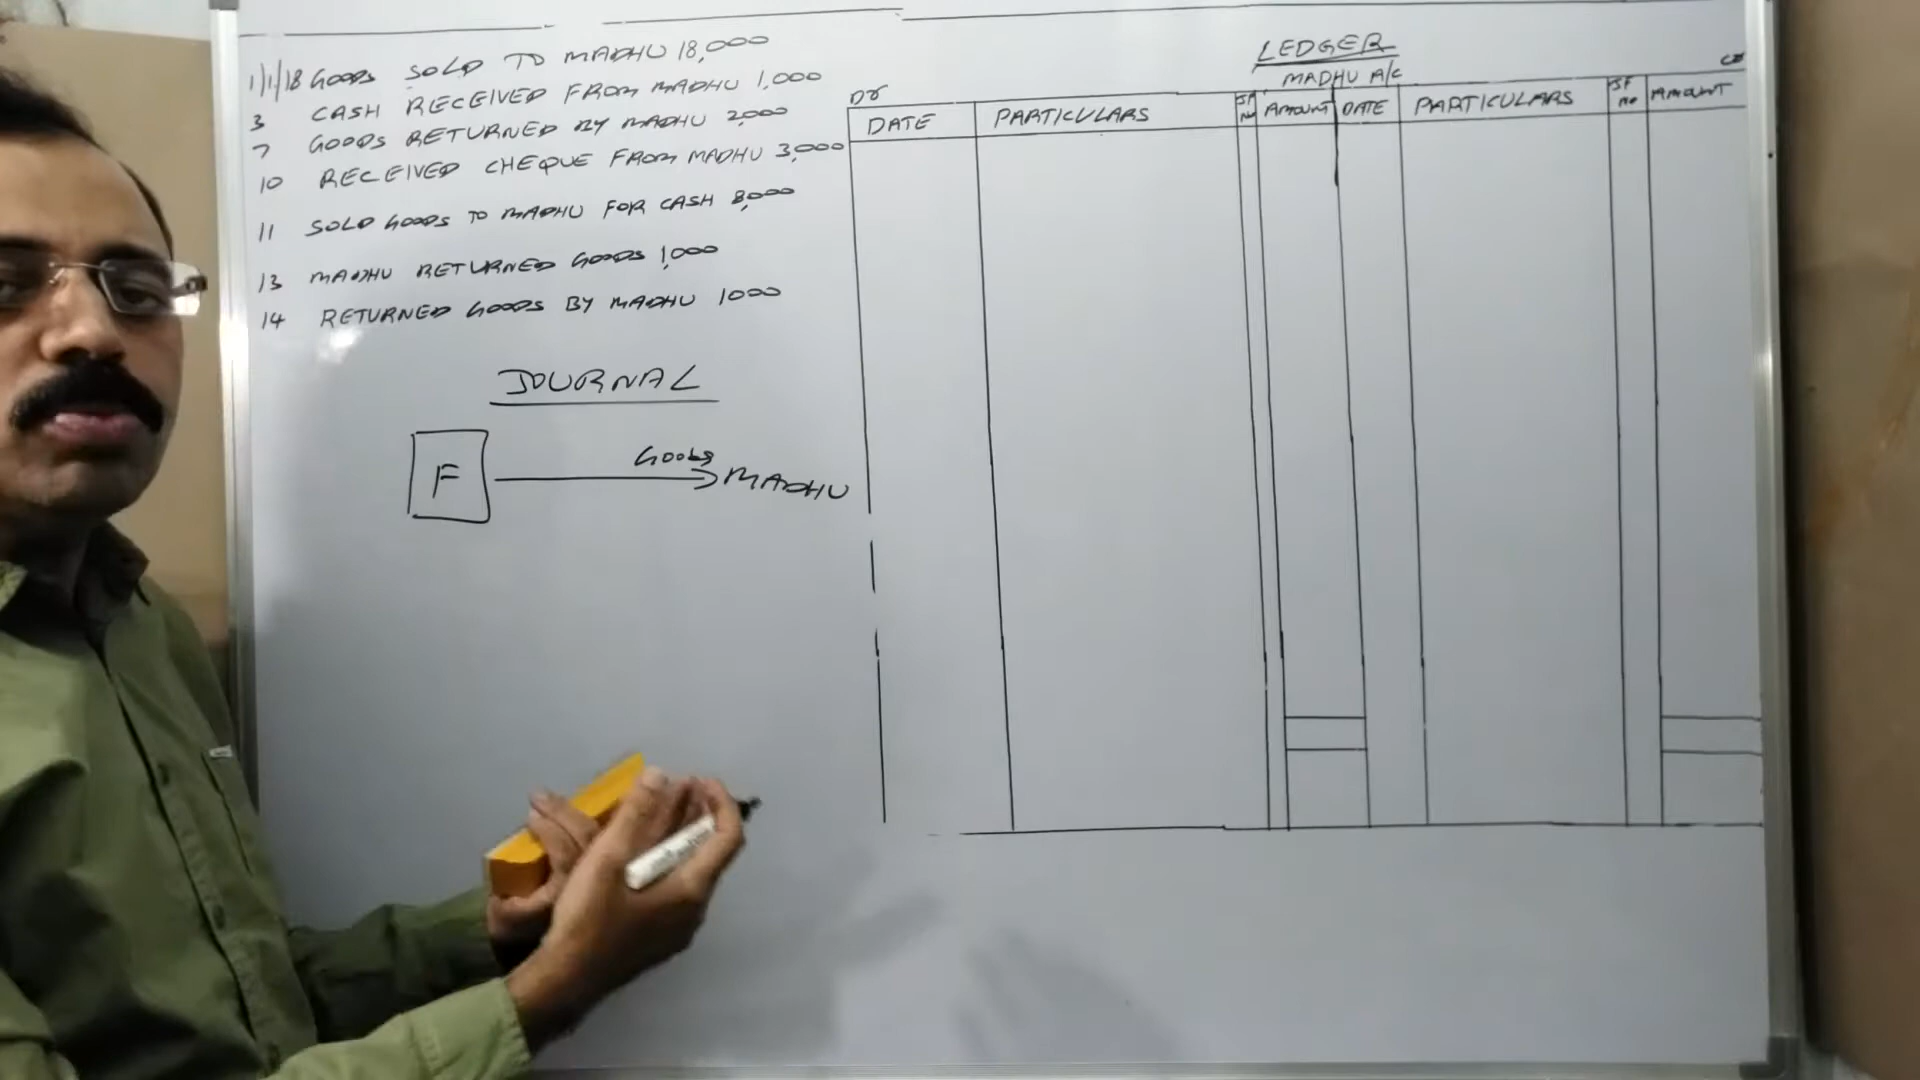 1/1/18 GOODS SOLD TO MADHU 18,000
3 CASH RECEIVED FROM MADHU 1,000
7 GOODS RETURNED BY MADHU 2,000
10 RECEIVED CHEQUE FROM MADHU 3,000
11 SOLD GOODS TO MADHU FOR CASH 8,000
13 MADHU RETURNED GOODS 1,000
14 RETURNED GOODS BY MADHU 1000
JOURNAL
F GOODS MADHU
LEDGER
MADHU A/C
Dr Cr
DATE PARTICULARS JF No AMOUNT DATE PARTICULARS JF No AMOUNT